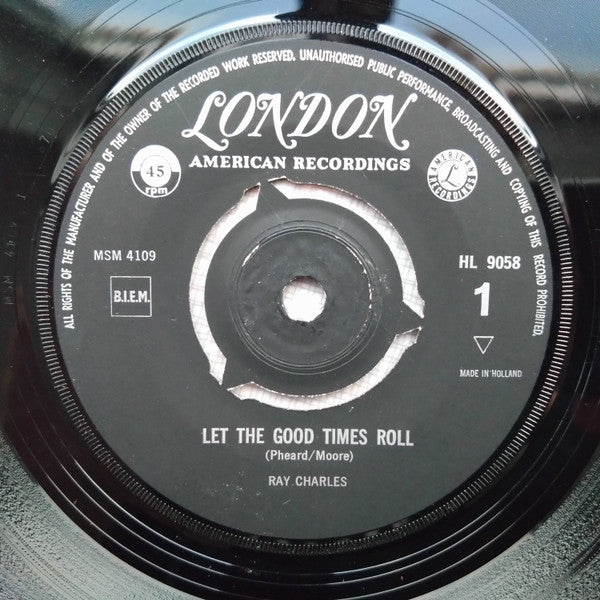 ALL RIGHTS OF THE MANUFACTURER AND OF THE OWNER OF THE RECORDED WORK RESERVED. UNAUTHORISED PUBLIC PERFORMANCE, BROADCASTING AND COPYING OF THIS RECORD PROHIBITED.
LONDON
AMERICAN RECORDINGS
45
rpm
AMERICAN
L
RECORDINGS
MSM 4109
HL 9058
B.I.E.M.
1
MADE IN HOLLAND
LET THE GOOD TIMES ROLL
(Pheard/Moore)
RAY CHARLES